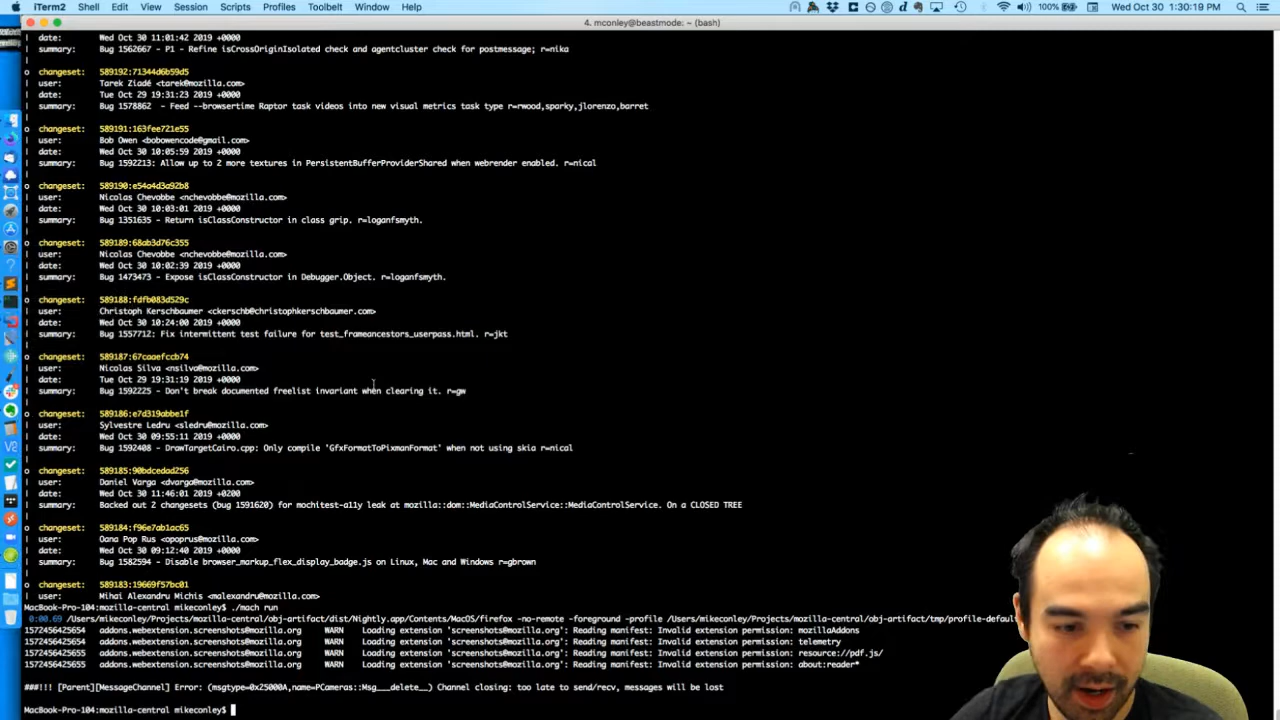 iTerm2 Shell Edit View Session Scripts Profiles Toolbelt Window Help 100% Wed Oct 30 1:30:19 PM
4. mconley@beastmode: ~ (bash)
date: Wed Oct 30 11:01:42 2019 +0000
summary: Bug 1562667 - P1 - Refine isCrossOriginIsolated check and agentcluster check for postmessage; r=nika
o changeset: 589192:71344d6b59d5
user: Tarek Ziadé <tarek@mozilla.com>
date: Tue Oct 29 19:31:23 2019 +0000
summary: Bug 1578862 - Feed --browsertime Raptor task videos into new visual metrics task type r=rwood,sparky,jlorenzo,barret
o changeset: 589191:163fee721e55
user: Bob Owen <bobowencode@gmail.com>
date: Wed Oct 30 10:05:59 2019 +0000
summary: Bug 1592213: Allow up to 2 more textures in PersistentBufferProviderShared when webrender enabled. r=nical
o changeset: 589190:e54a4d3a92b8
user: Nicolas Chevobbe <nchevobbe@mozilla.com>
date: Wed Oct 30 10:03:01 2019 +0000
summary: Bug 1351635 - Return isClassConstructor in class grip. r=loganfsmyth.
o changeset: 589189:68ab3d76c355
user: Nicolas Chevobbe <nchevobbe@mozilla.com>
date: Wed Oct 30 10:02:39 2019 +0000
summary: Bug 1473473 - Expose isClassConstructor in Debugger.Object. r=loganfsmyth.
o changeset: 589188:fdfb083d529c
user: Christoph Kerschbaumer <ckerschb@christophkerschbaumer.com>
date: Wed Oct 30 10:24:00 2019 +0000
summary: Bug 1557712: Fix intermittent test failure for test_frameancestors_userpass.html. r=jkt
o changeset: 589187:67caaefccb74
user: Nicolas Silva <nsilva@mozilla.com>
date: Tue Oct 29 19:31:19 2019 +0000
summary: Bug 1592225 - Don't break documented freelist invariant when clearing it. r=gw
o changeset: 589186:e7d319abbe1f
user: Sylvestre Ledru <sledru@mozilla.com>
date: Wed Oct 30 09:55:11 2019 +0000
summary: Bug 1592408 - DrawTargetCairo.cpp: Only compile 'GfxFormatToPixmanFormat' when not using skia r=nical
o changeset: 589185:90bdcedad256
user: Daniel Varga <dvarga@mozilla.com>
date: Wed Oct 30 11:46:01 2019 +0200
summary: Backed out 2 changesets (bug 1591620) for mochitest-a11y leak at mozilla::dom::MediaControlService::MediaControlService. On a CLOSED TREE
o changeset: 589184:f96e7ab1ac65
user: Oana Pop Rus <opoprus@mozilla.com>
date: Wed Oct 30 09:12:40 2019 +0000
summary: Bug 1582594 - Disable browser_markup_flex_display_badge.js on Linux, Mac and Windows r=gbrown
o changeset: 589183:19669f57bc01
user: Mihai Alexandru Michis <malexandru@mozilla.com>
MacBook-Pro-104:mozilla-central mikeconley$ ./mach run
0:00.69 /Users/mikeconley/Projects/mozilla-central/obj-artifact/dist/Nightly.app/Contents/MacOS/firefox -no-remote -foreground -profile /Users/mikeconley/Projects/mozilla-central/obj-artifact/tmp/profile-default
1572456425654 addons.webextension.screenshots@mozilla.org WARN Loading extension 'screenshots@mozilla.org': Reading manifest: Invalid extension permission: mozillaAddons
1572456425655 addons.webextension.screenshots@mozilla.org WARN Loading extension 'screenshots@mozilla.org': Reading manifest: Invalid extension permission: telemetry
1572456425655 addons.webextension.screenshots@mozilla.org WARN Loading extension 'screenshots@mozilla.org': Reading manifest: Invalid extension permission: resource://pdf.js/
1572456425655 addons.webextension.screenshots@mozilla.org WARN Loading extension 'screenshots@mozilla.org': Reading manifest: Invalid extension permission: about:reader*
###!!! [Parent][MessageChannel] Error: (msgtype=0x25000A,name=PCameras::Msg___delete__) Channel closing: too late to send/recv, messages will be lost
MacBook-Pro-104:mozilla-central mikeconley$